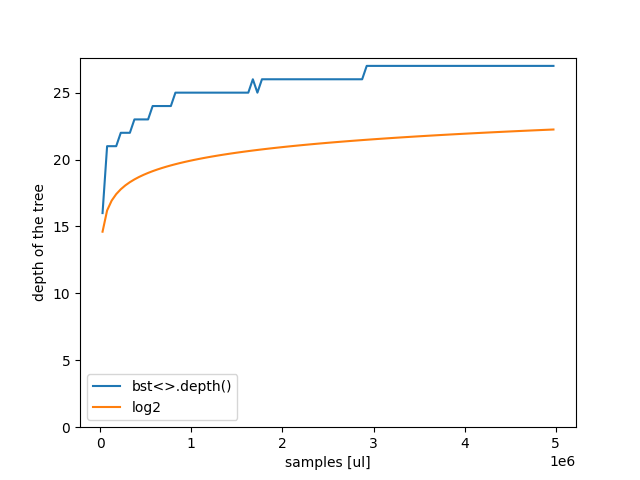 25
20
15
10
5
0
depth of the tree
bst<>.depth()
log2
0 1 2 3 4 5
1e6
samples [ul]